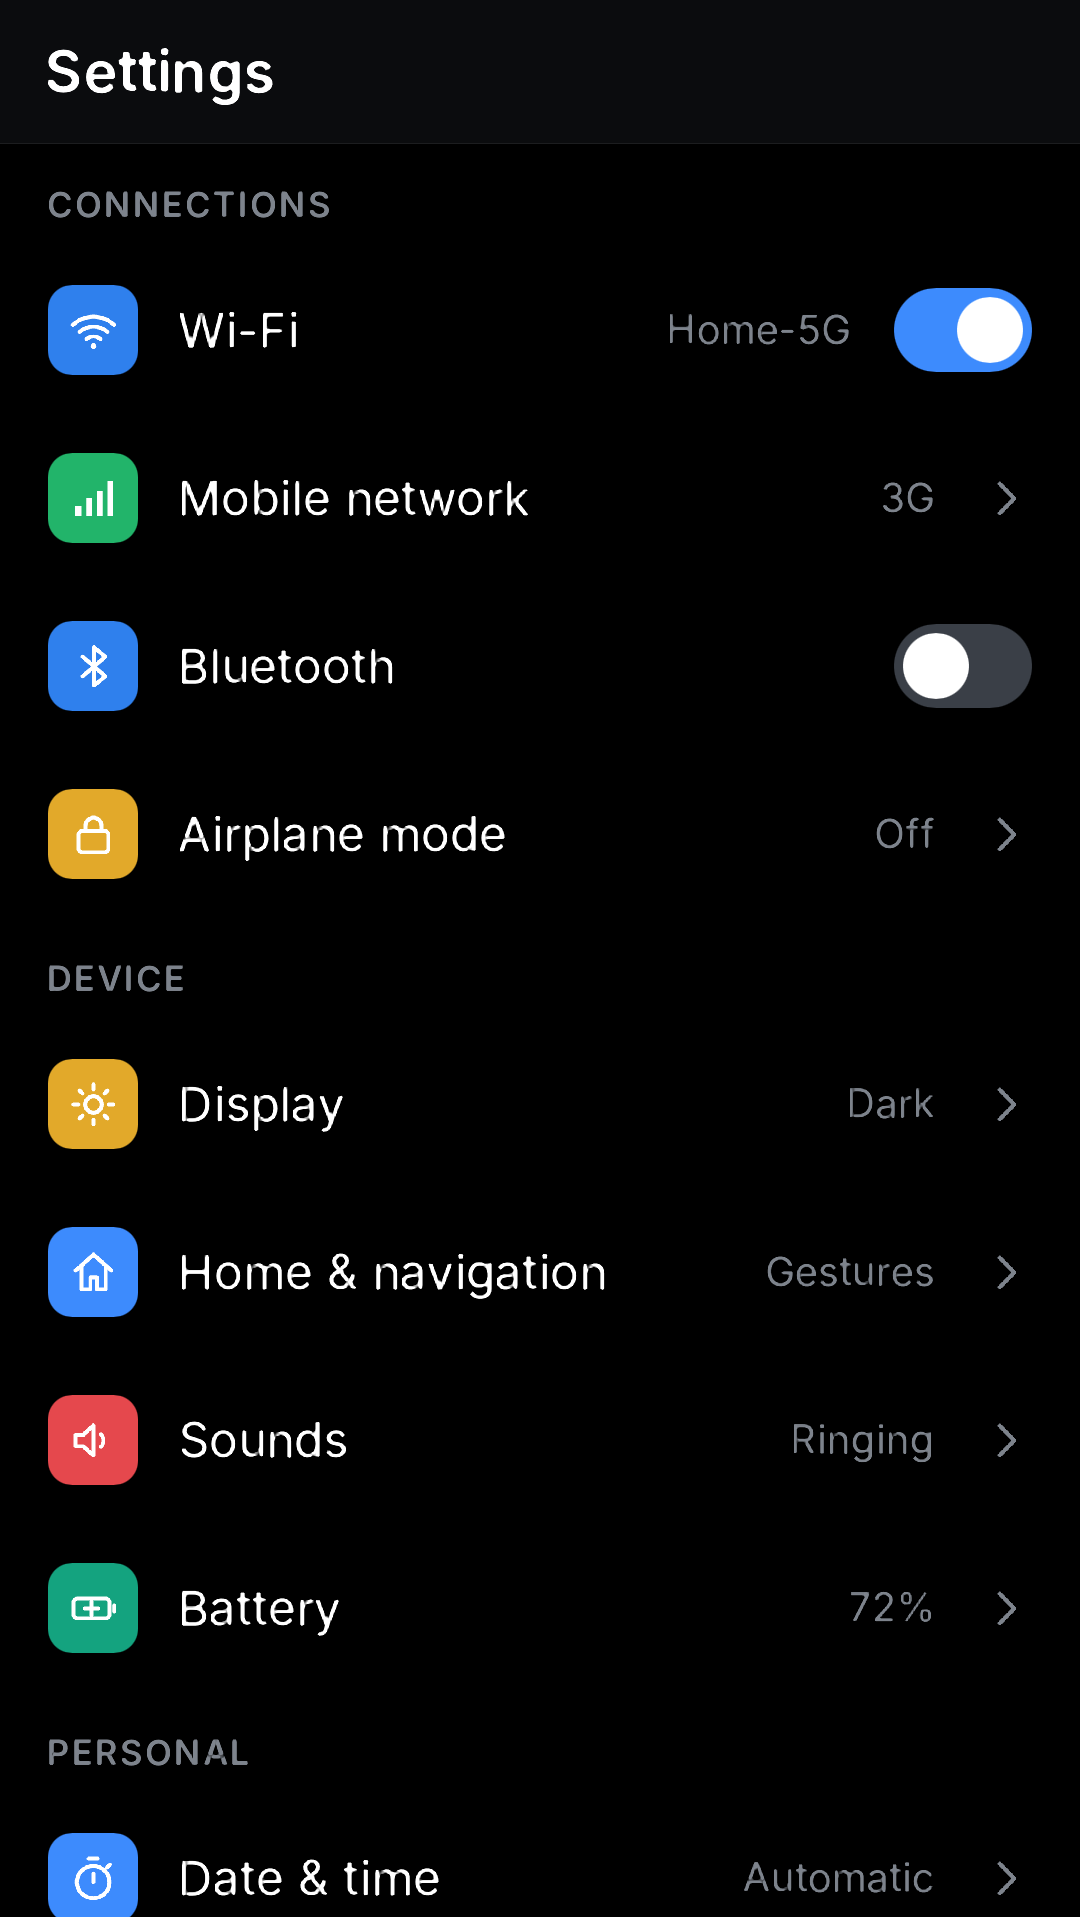 Settings
CONNECTIONS
Wi-Fi Home-5G
Mobile network 3G
Bluetooth
Airplane mode Off
DEVICE
Display Dark
Home & navigation Gestures
Sounds Ringing
Battery 72%
PERSONAL
Date & time Automatic